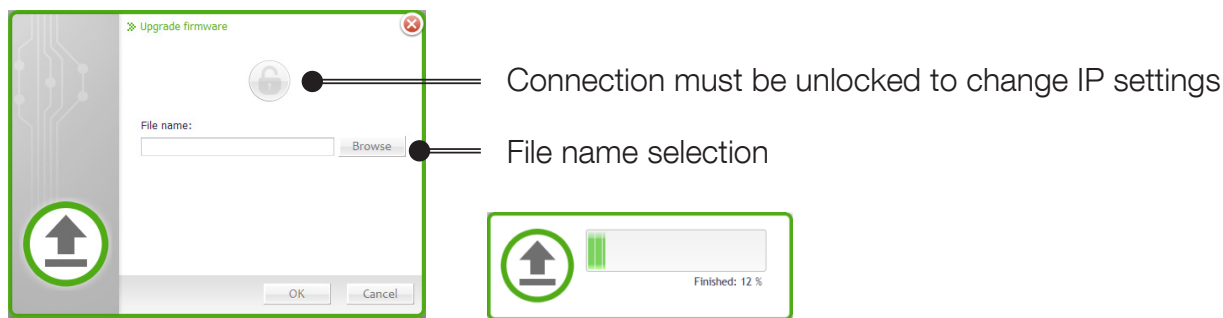 Upgrade firmware
Connection must be unlocked to change IP settings
File name:
Browse
File name selection
Finished: 12 %
OK
Cancel